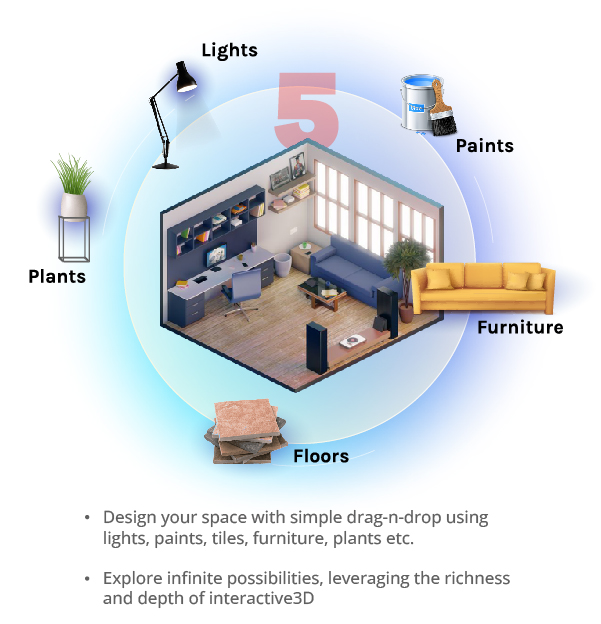 Lights
5
Paints
Plants
Furniture
Floors
• Design your space with simple drag-n-drop using
lights, paints, tiles, furniture, plants etc.
• Explore infinite possibilities, leveraging the richness
and depth of interactive3D